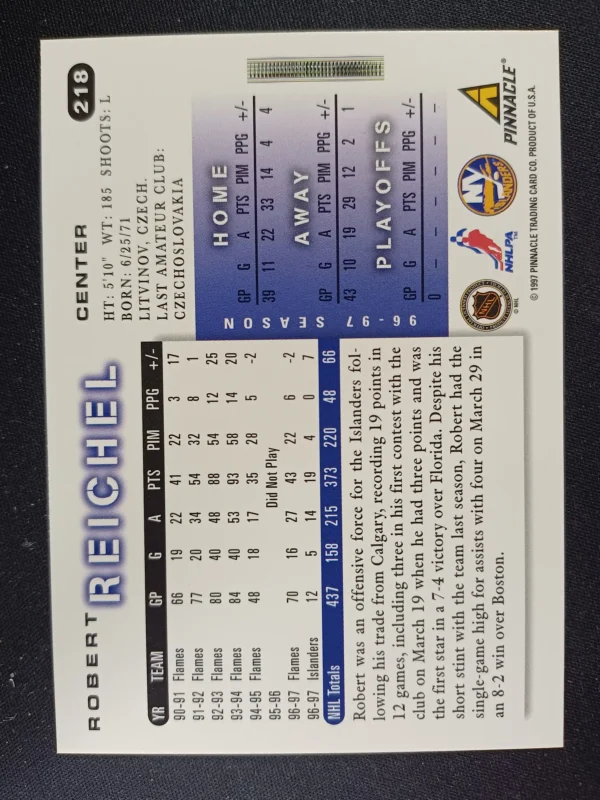 218
ROBERT
REICHEL
CENTER
HT: 5'10" WT: 185 SHOOTS: L
BORN: 6/25/71
LITVINOV, CZECH.
LAST AMATEUR CLUB:
CZECHOSLOVAKIA
YR TEAM GP G A PTS PIM PPG +/-
90-91 Flames 66 19 22 41 22 3 17
91-92 Flames 77 20 34 54 32 8 1
92-93 Flames 80 40 48 88 54 12 25
93-94 Flames 84 40 53 93 58 14 20
94-95 Flames 48 18 17 35 28 5 -2
95-96 Did Not Play
96-97 Flames 70 16 27 43 22 6 -2
96-97 Islanders 12 5 14 19 4 0 7
NHL Totals 437 158 215 373 220 48 66
96-97 SEASON
HOME
GP G A PTS PIM PPG +/-
39 11 22 33 14 4 4
AWAY
GP G A PTS PIM PPG +/-
43 10 19 29 12 2 1
PLAYOFFS
GP G A PTS PIM PPG +/-
0 – – – – – –
Robert was an offensive force for the Islanders fol-
lowing his trade from Calgary, recording 19 points in
12 games, including three in his first contest with the
club on March 19 when he had three points and was
the first star in a 7-4 victory over Florida. Despite his
short stint with the team last season, Robert had the
single-game high for assists with four on March 29 in
an 8-2 win over Boston.
NHL
© NHL
NHLPA™
NY
ISLANDERS
PINNACLE®
© 1997 PINNACLE TRADING CARD CO. PRODUCT OF U.S.A.